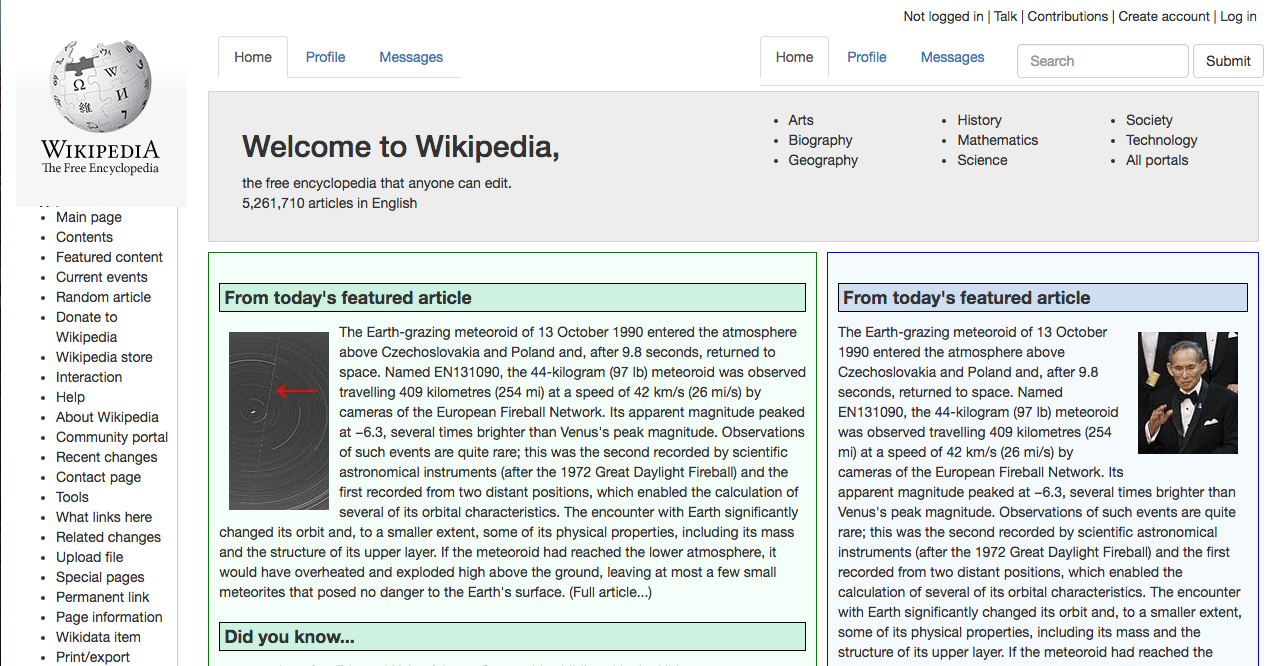 Not logged in | Talk | Contributions | Create account | Log in
Home Profile Messages
Home Profile Messages Search Submit
WIKIPEDIA
The Free Encyclopedia
Main page
Contents
Featured content
Current events
Random article
Donate to
Wikipedia
Wikipedia store
Interaction
Help
About Wikipedia
Community portal
Recent changes
Contact page
Tools
What links here
Related changes
Upload file
Special pages
Permanent link
Page information
Wikidata item
Print/export
Welcome to Wikipedia,
the free encyclopedia that anyone can edit.
5,261,710 articles in English
Arts
Biography
Geography
History
Mathematics
Science
Society
Technology
All portals
From today's featured article
The Earth-grazing meteoroid of 13 October 1990 entered the atmosphere
above Czechoslovakia and Poland and, after 9.8 seconds, returned to
space. Named EN131090, the 44-kilogram (97 lb) meteoroid was observed
travelling 409 kilometres (254 mi) at a speed of 42 km/s (26 mi/s) by
cameras of the European Fireball Network. Its apparent magnitude peaked
at −6.3, several times brighter than Venus's peak magnitude. Observations
of such events are quite rare; this was the second recorded by scientific
astronomical instruments (after the 1972 Great Daylight Fireball) and the
first recorded from two distant positions, which enabled the calculation of
several of its orbital characteristics. The encounter with Earth significantly
changed its orbit and, to a smaller extent, some of its physical properties, including its mass
and the structure of its upper layer. If the meteoroid had reached the lower atmosphere, it
would have overheated and exploded high above the ground, leaving at most a few small
meteorites that posed no danger to the Earth's surface. (Full article...)
Did you know...
From today's featured article
The Earth-grazing meteoroid of 13 October
1990 entered the atmosphere above
Czechoslovakia and Poland and, after 9.8
seconds, returned to space. Named
EN131090, the 44-kilogram (97 lb) meteoroid
was observed travelling 409 kilometres (254
mi) at a speed of 42 km/s (26 mi/s) by
cameras of the European Fireball Network. Its
apparent magnitude peaked at −6.3, several times brighter than
Venus's peak magnitude. Observations of such events are quite
rare; this was the second recorded by scientific astronomical
instruments (after the 1972 Great Daylight Fireball) and the first
recorded from two distant positions, which enabled the
calculation of several of its orbital characteristics. The encounter
with Earth significantly changed its orbit and, to a smaller extent,
some of its physical properties, including its mass and the
structure of its upper layer. If the meteoroid had reached the